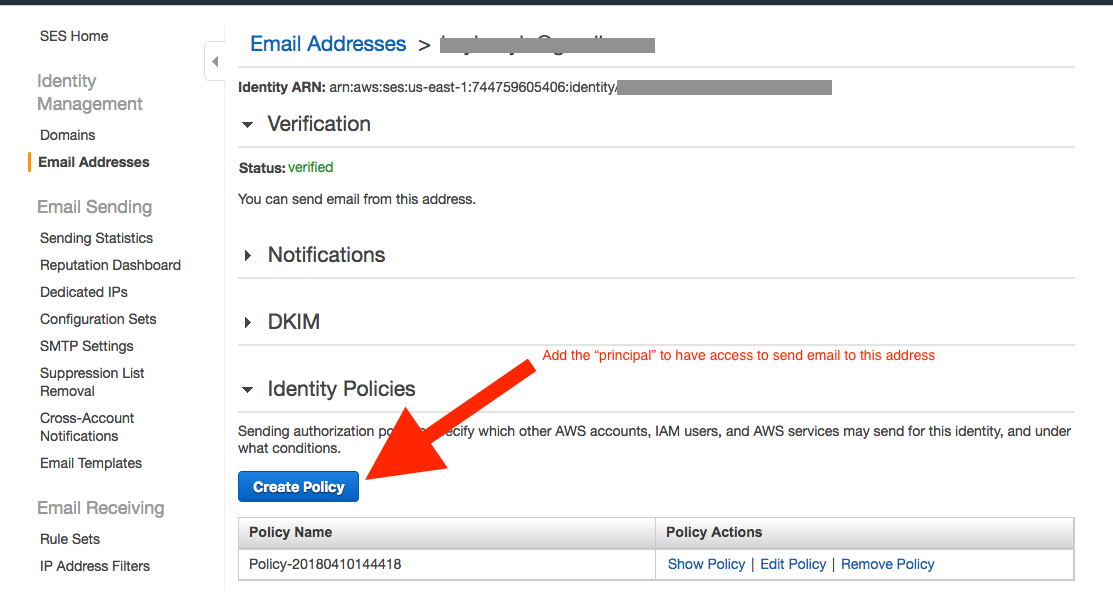 SES Home
Identity
Management
Domains
Email Addresses
Email Sending
Sending Statistics
Reputation Dashboard
Dedicated IPs
Configuration Sets
SMTP Settings
Suppression List
Removal
Cross-Account
Notifications
Email Templates
Email Receiving
Rule Sets
IP Address Filters
Email Addresses >
Identity ARN: arn:aws:ses:us-east-1:744759605406:identity/
Verification
Status: verified
You can send email from this address.
Notifications
DKIM
Add the “principal” to have access to send email to this address
Identity Policies
Sending authorization which other AWS accounts, IAM users, and AWS services may send for this identity, and under
what conditions.
Create Policy
Policy Name Policy Actions
Policy-20180410144418 Show Policy | Edit Policy | Remove Policy